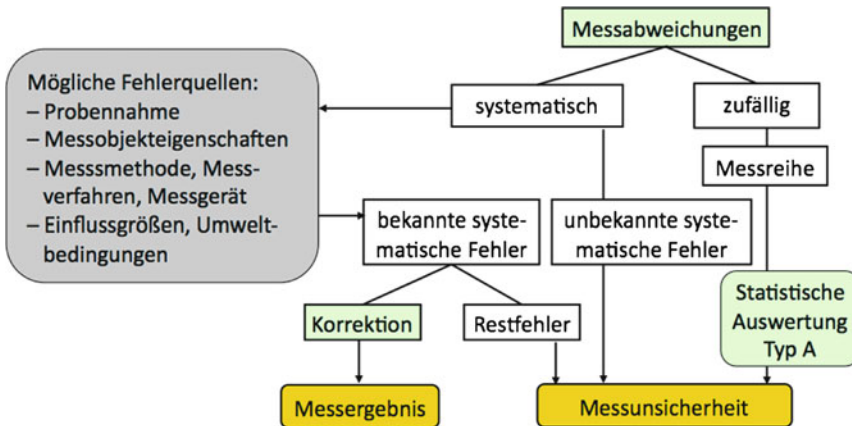 Messabweichungen
Mögliche Fehlerquellen:
– Probennahme
– Messobjekteigenschaften
– Messsmethode, Mess-
verfahren, Messgerät
– Einflussgrößen, Umwelt-
bedingungen
systematisch
zufällig
Messreihe
bekannte syste-
matische Fehler
unbekannte syste-
matische Fehler
Statistische
Auswertung
Typ A
Korrektion
Restfehler
Messergebnis
Messunsicherheit